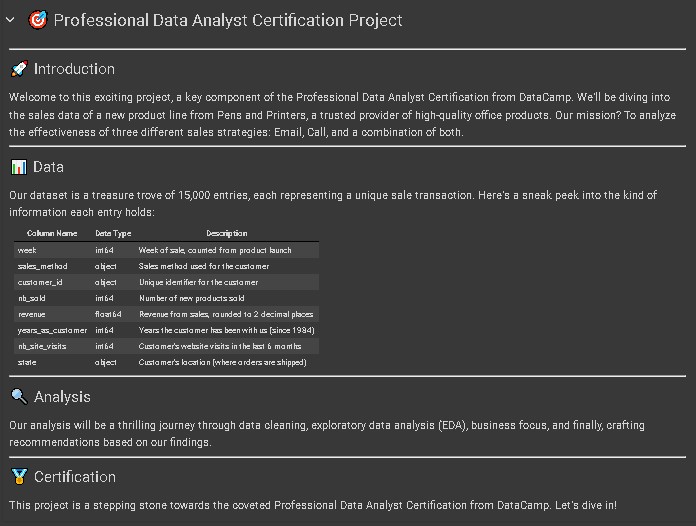 Professional Data Analyst Certification Project
Introduction
Welcome to this exciting project, a key component of the Professional Data Analyst Certification from DataCamp. We'll be diving into
the sales data of a new product line from Pens and Printers, a trusted provider of high-quality office products. Our mission? To analyze
the effectiveness of three different sales strategies: Email, Call, and a combination of both.
Data
Our dataset is a treasure trove of 15,000 entries, each representing a unique sale transaction. Here's a sneak peek into the kind of
information each entry holds:
Column Name Data Type Description
week int64 Week of sale, counted from product launch
sales_method object Sales method used for the customer
customer_id object Unique identifier for the customer
nb_sold int64 Number of new products sold
revenue float64 Revenue from sales, rounded to 2 decimal places
years_as_customer int64 Years the customer has been with us (since 1984)
nb_site_visits int64 Customer's website visits in the last 6 months
state object Customer's location (where orders are shipped)
Analysis
Our analysis will be a thrilling journey through data cleaning, exploratory data analysis (EDA), business focus, and finally, crafting
recommendations based on our findings.
Certification
This project is a stepping stone towards the coveted Professional Data Analyst Certification from DataCamp. Let's dive in!